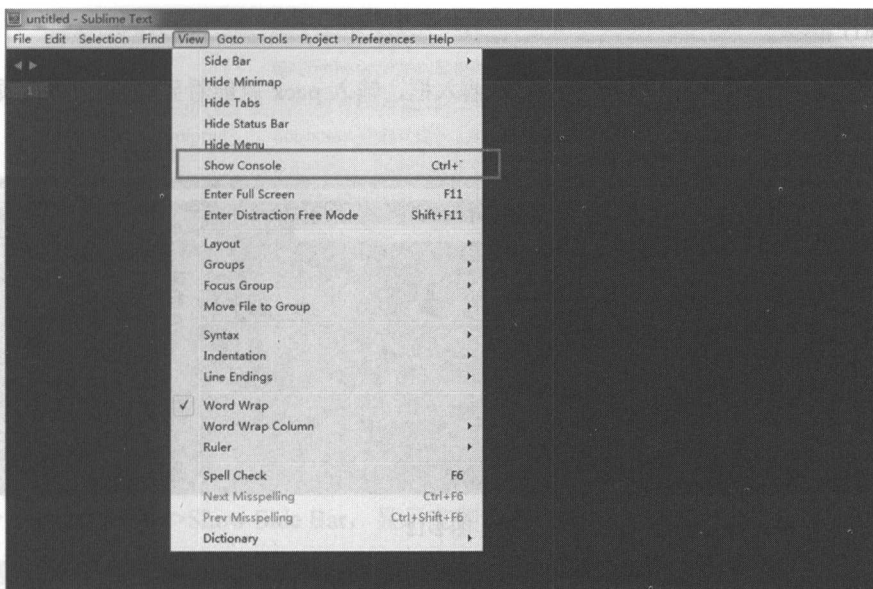 untitled - Sublime Text
File Edit Selection Find View Goto Tools Project Preferences Help
1
Side Bar
Hide Minimap
Hide Tabs
Hide Status Bar
Hide Menu
Show Console Ctrl+`
Enter Full Screen F11
Enter Distraction Free Mode Shift+F11
Layout
Groups
Focus Group
Move File to Group
Syntax
Indentation
Line Endings
Word Wrap
Word Wrap Column
Ruler
Spell Check F6
Next Misspelling Ctrl+F6
Prev Misspelling Ctrl+Shift+F6
Dictionary